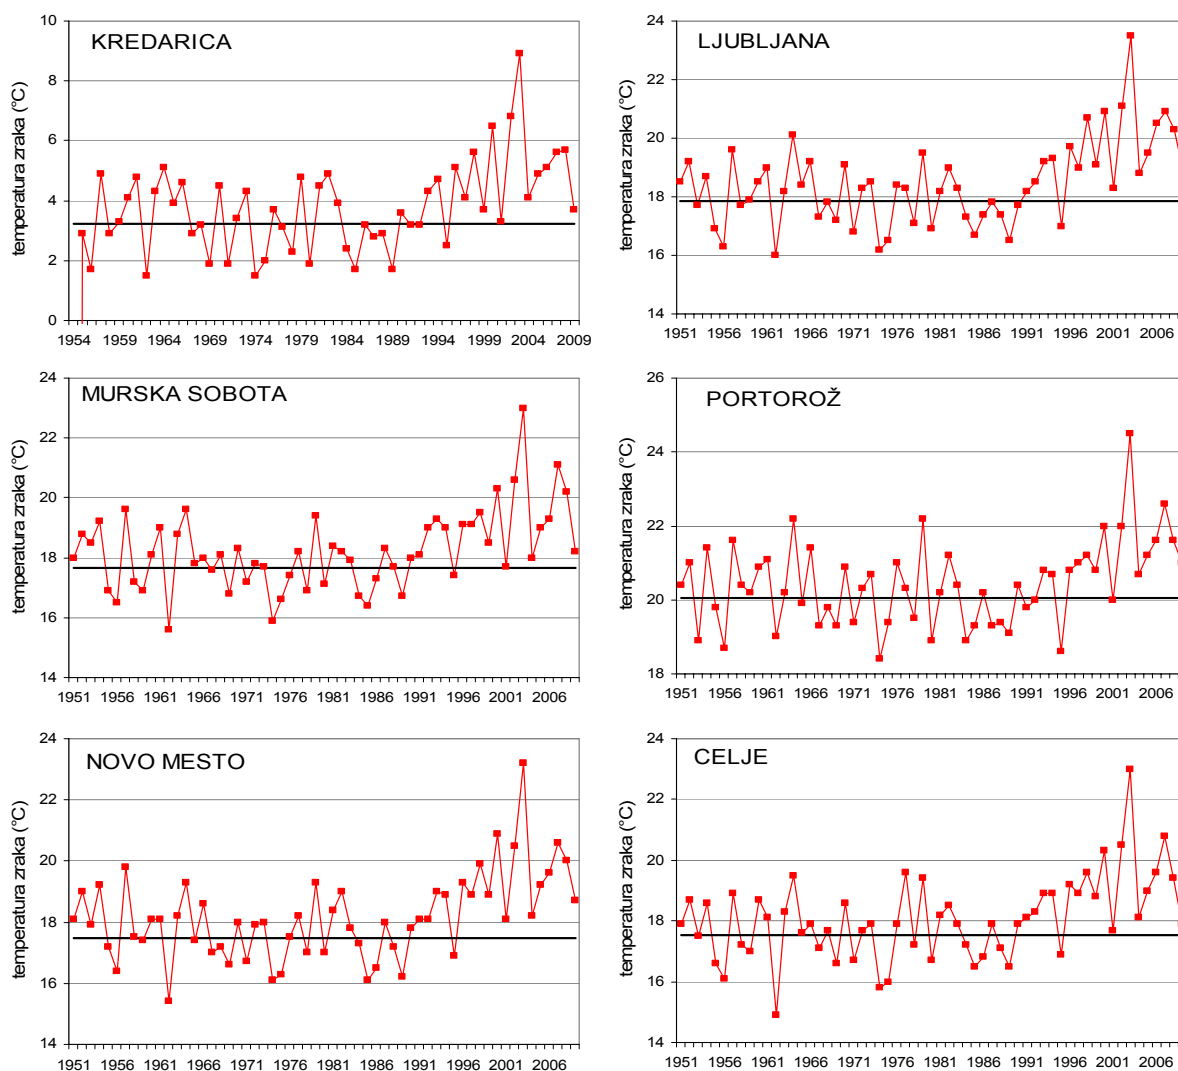 KREDARICA
temperatura zraka (°C)
10
8
6
4
2
0
1954 1959 1964 1969 1974 1979 1984 1989 1994 1999 2004 2009
LJUBLJANA
temperatura zraka (°C)
24
22
20
18
16
14
1951 1956 1961 1966 1971 1976 1981 1986 1991 1996 2001 2006
MURSKA SOBOTA
temperatura zraka (°C)
24
22
20
18
16
14
1951 1956 1961 1966 1971 1976 1981 1986 1991 1996 2001 2006
PORTOROŽ
temperatura zraka (°C)
26
24
22
20
18
1951 1956 1961 1966 1971 1976 1981 1986 1991 1996 2001 2006
NOVO MESTO
temperatura zraka (°C)
24
22
20
18
16
14
1951 1956 1961 1966 1971 1976 1981 1986 1991 1996 2001 2006
CELJE
temperatura zraka (°C)
24
22
20
18
16
14
1951 1956 1961 1966 1971 1976 1981 1986 1991 1996 2001 2006